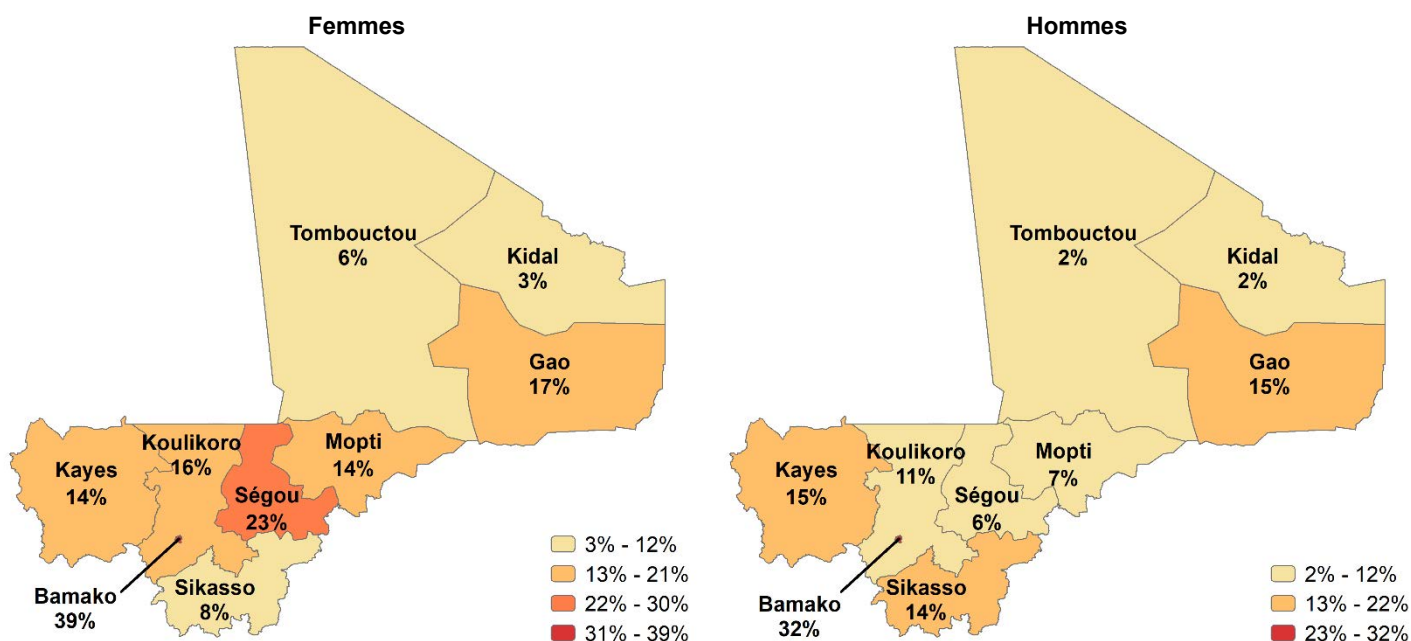 Femmes
Tombouctou
6%
Kidal
3%
Gao
17%
Koulikoro
16%
Mopti
14%
Kayes
14%
Ségou
23%
Sikasso
8%
Bamako
39%
3% - 12%
13% - 21%
22% - 30%
31% - 39%
Hommes
Tombouctou
2%
Kidal
2%
Gao
15%
Koulikoro
11%
Mopti
7%
Kayes
15%
Ségou
6%
Sikasso
14%
Bamako
32%
2% - 12%
13% - 22%
23% - 32%